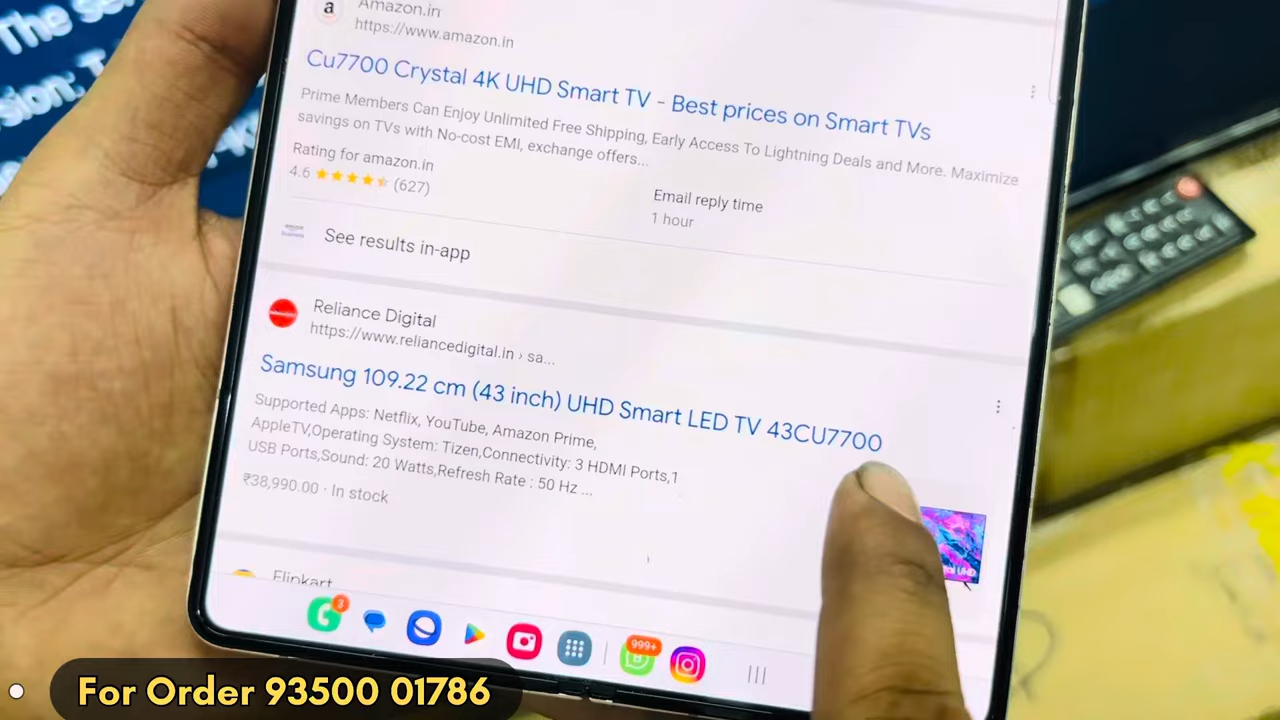 The se
sion: T
a
Amazon.in
https://www.amazon.in
Cu7700 Crystal 4K UHD Smart TV - Best prices on Smart TVs
Prime Members Can Enjoy Unlimited Free Shipping, Early Access To Lightning Deals and More. Maximize
savings on TVs with No-cost EMI, exchange offers...
Rating for amazon.in
4.6 ★★★★★ (627)
Email reply time
1 hour
See results in-app
Reliance Digital
https://www.reliancedigital.in › sa...
Samsung 109.22 cm (43 inch) UHD Smart LED TV 43CU7700
Supported Apps: Netflix, YouTube, Amazon Prime,
AppleTV,Operating System: Tizen,Connectivity: 3 HDMI Ports,1
USB Ports,Sound: 20 Watts,Refresh Rate : 50 Hz ...
₹38,990.00 · In stock
UHD
Flipkart
3
999+
B
For Order 93500 01786